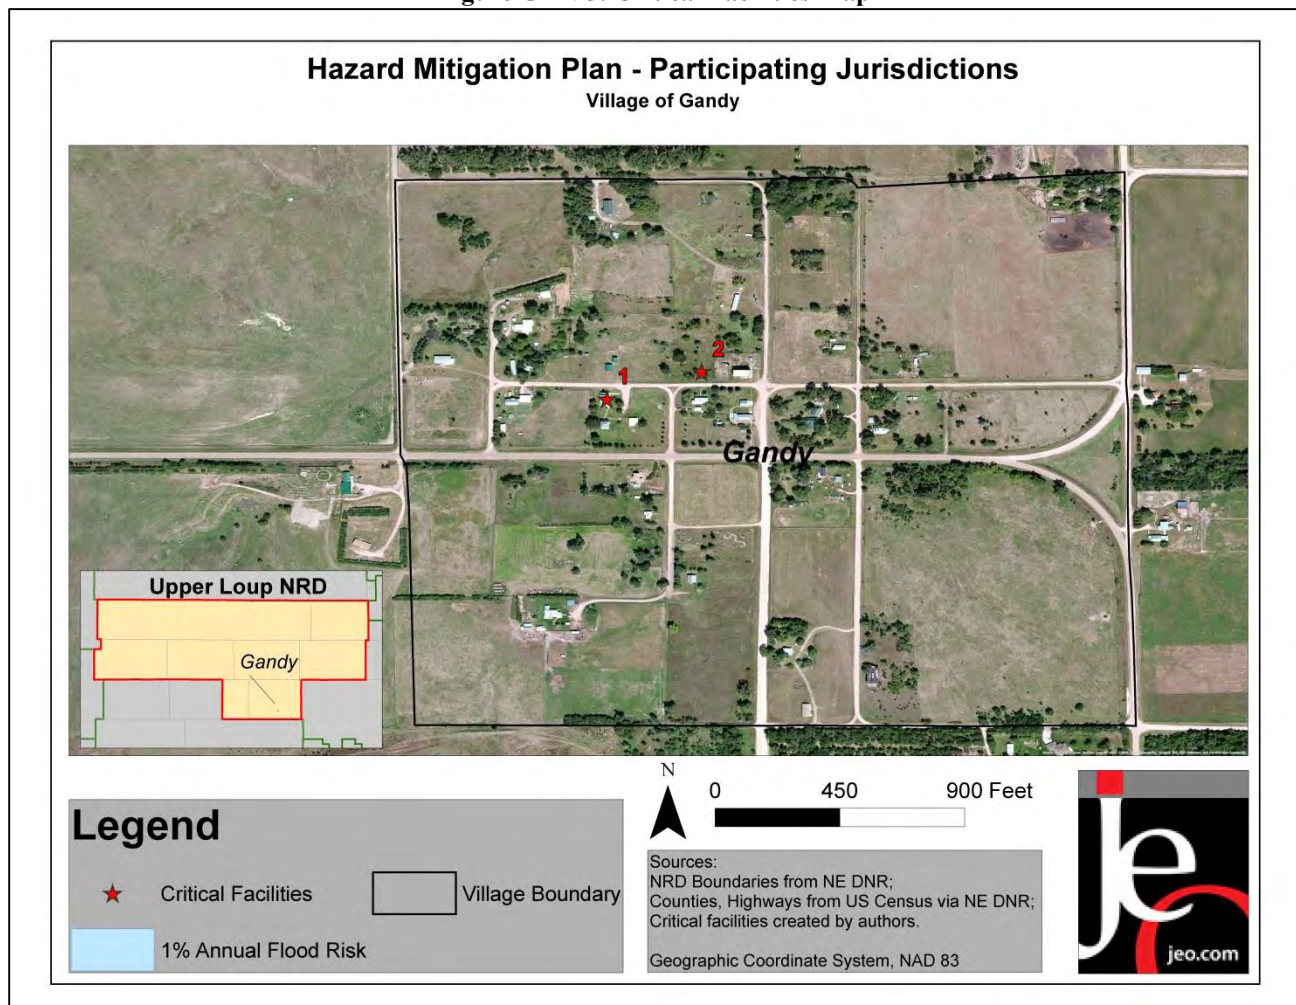 Hazard Mitigation Plan - Participating Jurisdictions
Village of Gandy
2
1
Gandy
Upper Loup NRD
Gandy
Legend
Critical Facilities
Village Boundary
1% Annual Flood Risk
N
0 450 900 Feet
Sources:
NRD Boundaries from NE DNR;
Counties, Highways from US Census via NE DNR;
Critical facilities created by authors.
Geographic Coordinate System, NAD 83
jeo
jeo.com